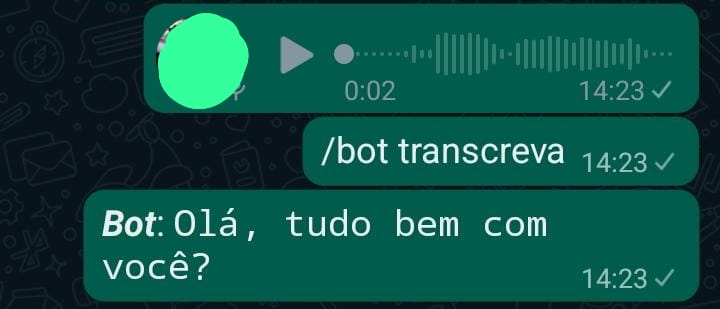 0:02 14:23
/bot transcreva 14:23
Bot: Olá, tudo bem com
você?
14:23